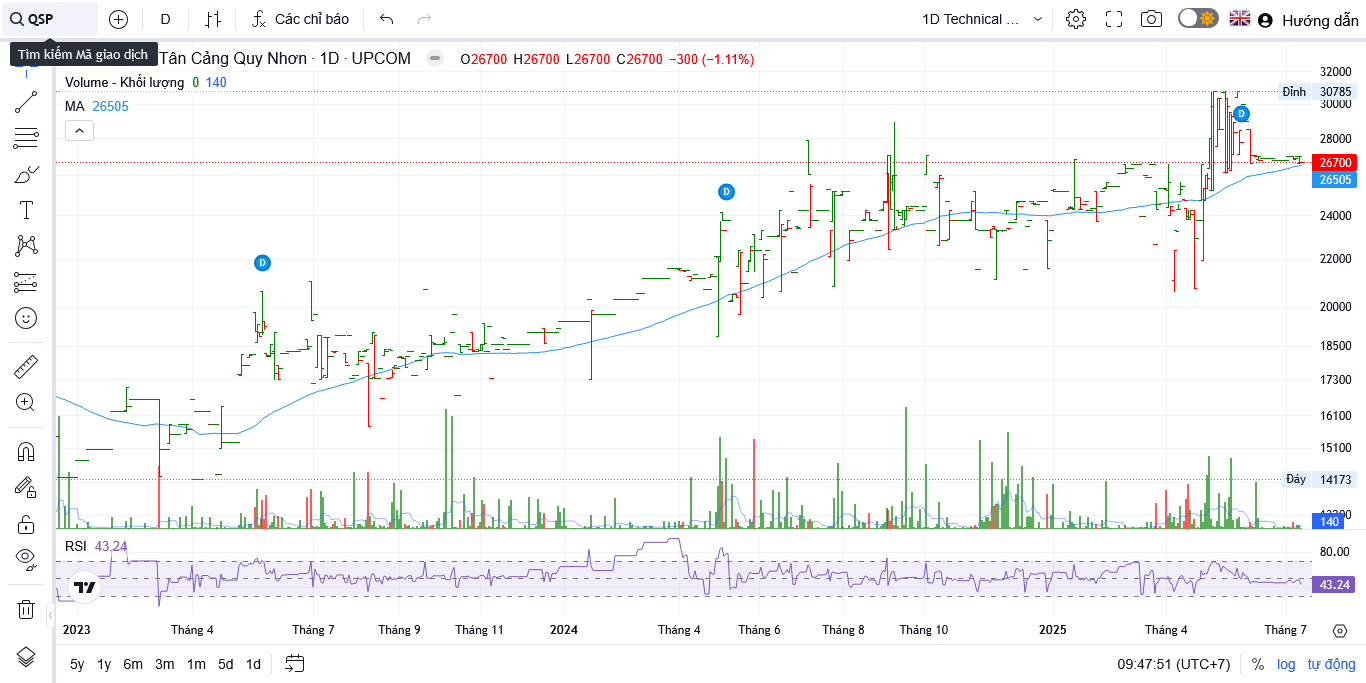 QSP
D
Các chỉ báo
1D Technical ...
Hướng dẫn
Tìm kiếm Mã giao dịch
Tân Cảng Quy Nhơn · 1D · UPCOM
O26700 H26700 L26700 C26700 −300 (−1.11%)
Volume - Khối lượng 0 140
MA 26505
32000
Đỉnh 30785
30000
28000
26700
26505
24000
22000
20000
18500
17300
16100
15100
Đáy 14173
140
D
D
D
RSI 43.24
80.00
43.24
2023
Tháng 4
Tháng 7
Tháng 9
Tháng 11
2024
Tháng 4
Tháng 6
Tháng 8
Tháng 10
2025
Tháng 4
Tháng 7
5y 1y 6m 3m 1m 5d 1d
09:47:51 (UTC+7)
% log tự động